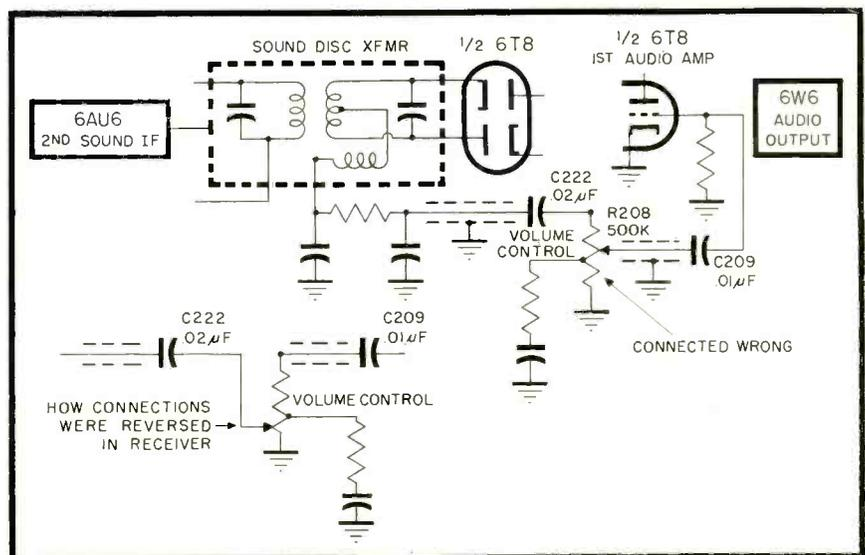 SOUND DISC XFMR
1/2 6T8
1/2 6T8
1ST AUDIO AMP
6AU6
2ND SOUND IF
6W6
AUDIO
OUTPUT
C222
.02µF
VOLUME
CONTROL
R208
500K
C209
.01µF
CONNECTED WRONG
C222
.02µF
C209
.01µF
VOLUME CONTROL
HOW CONNECTIONS
WERE REVERSED
IN RECEIVER